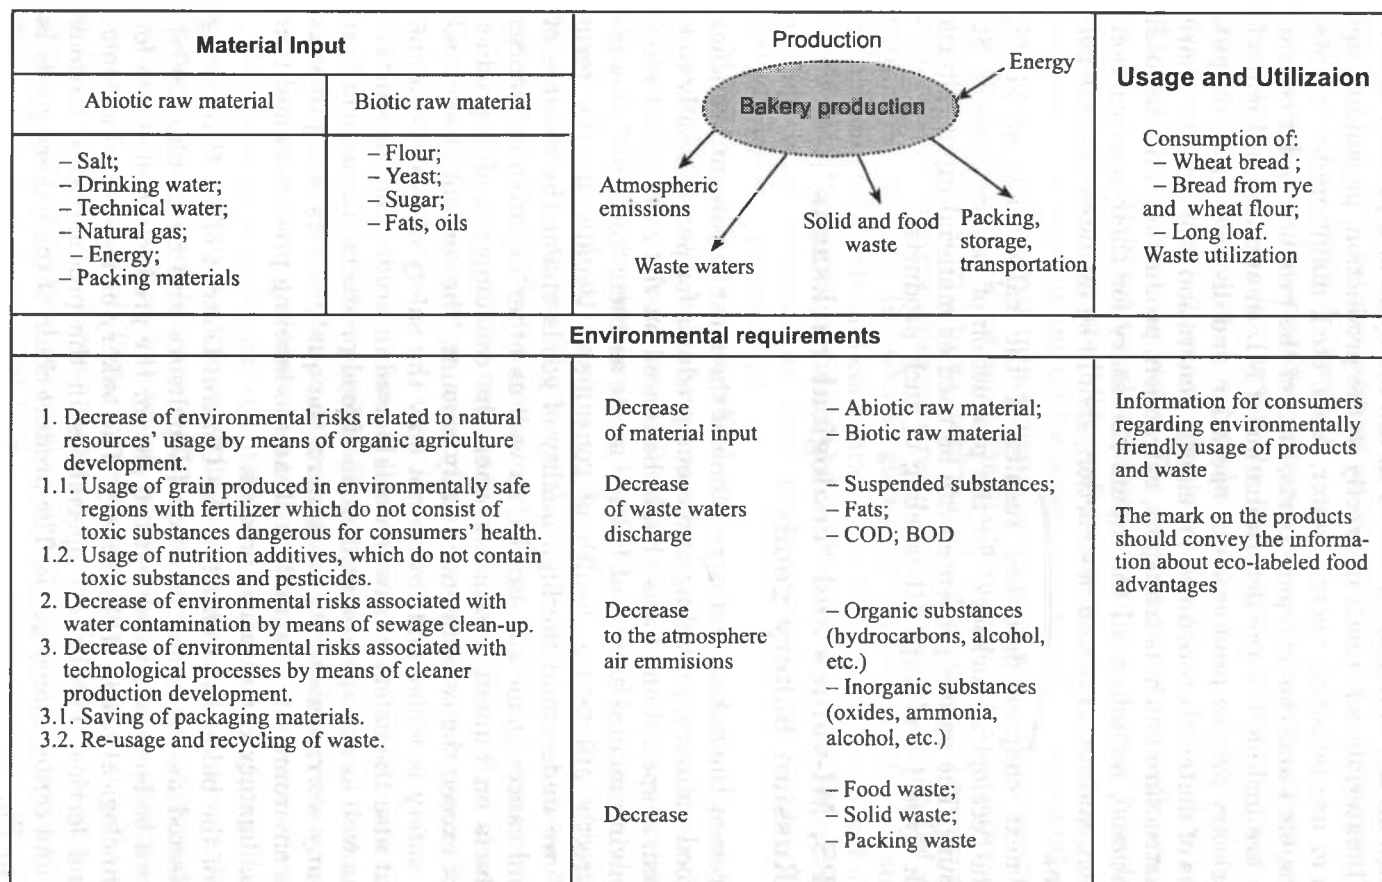 Material Input
Abiotic raw material
Biotic raw material
– Salt;
– Drinking water;
– Technical water;
– Natural gas;
– Energy;
– Packing materials
– Flour;
– Yeast;
– Sugar;
– Fats, oils
Production
Energy
Bakery production
Atmospheric
emissions
Waste waters
Solid and food
waste
Packing,
storage,
transportation
Usage and Utilizaion
Consumption of:
– Wheat bread ;
– Bread from rye
and wheat flour;
– Long loaf.
Waste utilization
Environmental requirements
1. Decrease of environmental risks related to natural
resources' usage by means of organic agriculture
development.
1.1. Usage of grain produced in environmentally safe
regions with fertilizer which do not consist of
toxic substances dangerous for consumers' health.
1.2. Usage of nutrition additives, which do not contain
toxic substances and pesticides.
2. Decrease of environmental risks associated with
water contamination by means of sewage clean-up.
3. Decrease of environmental risks associated with
technological processes by means of cleaner
production development.
3.1. Saving of packaging materials.
3.2. Re-usage and recycling of waste.
Decrease
of material input
– Abiotic raw material;
– Biotic raw material
Decrease
of waste waters
discharge
– Suspended substances;
– Fats;
– COD; BOD
Decrease
to the atmosphere
air emmisions
– Organic substances
(hydrocarbons, alcohol,
etc.)
– Inorganic substances
(oxides, ammonia,
alcohol, etc.)
Decrease
– Food waste;
– Solid waste;
– Packing waste
Information for consumers
regarding environmentally
friendly usage of products
and waste
The mark on the products
should convey the informa-
tion about eco-labeled food
advantages